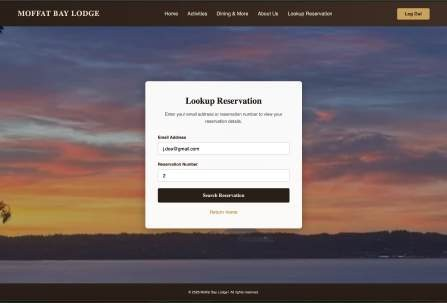 MOFFAT BAY LODGE
Home Activities Dining & More About Us Lookup Reservation
Log Out
Lookup Reservation
Enter your email address or reservation number to view your
reservation details.
Email Address
j.doe@gmail.com
Reservation Number
2
Search Reservation
Return Home
© 2025 Moffat Bay Lodge. All rights reserved.